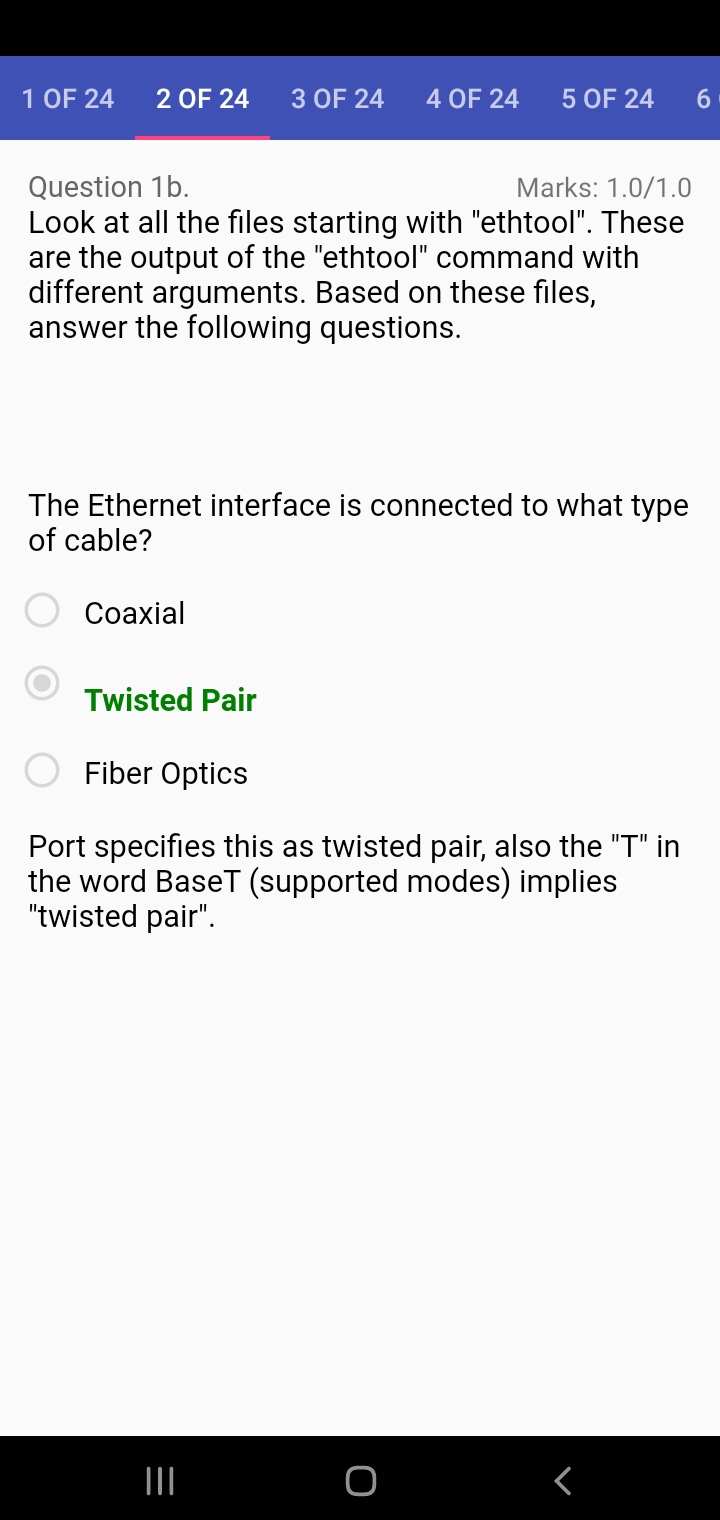 1 OF 24 2 OF 24 3 OF 24 4 OF 24 5 OF 24 6
Question 1b. Marks: 1.0/1.0
Look at all the files starting with "ethtool". These
are the output of the "ethtool" command with
different arguments. Based on these files,
answer the following questions.
The Ethernet interface is connected to what type
of cable?
Coaxial
Twisted Pair
Fiber Optics
Port specifies this as twisted pair, also the "T" in
the word BaseT (supported modes) implies
"twisted pair".